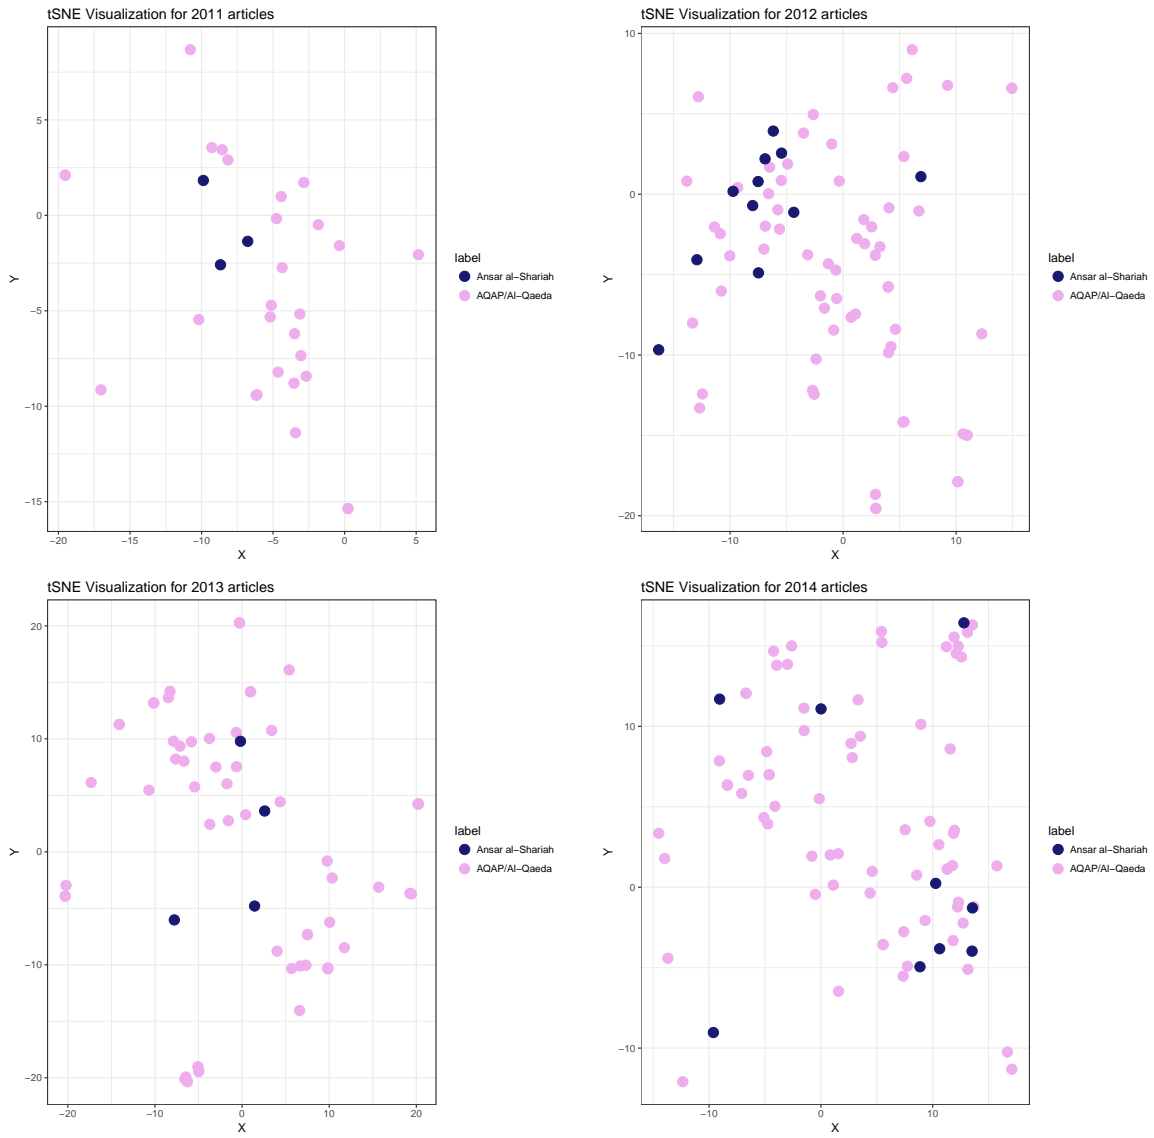 tSNE Visualization for 2011 articles
5
0
−5
−10
−15
Y
−20 −15 −10 −5 0 5
X
label
Ansar al−Shariah
AQAP/Al−Qaeda
tSNE Visualization for 2012 articles
10
0
−10
−20
Y
−10 0 10
X
label
Ansar al−Shariah
AQAP/Al−Qaeda
tSNE Visualization for 2013 articles
20
10
0
−10
−20
Y
−20 −10 0 10 20
X
label
Ansar al−Shariah
AQAP/Al−Qaeda
tSNE Visualization for 2014 articles
10
0
−10
Y
−10 0 10
X
label
Ansar al−Shariah
AQAP/Al−Qaeda